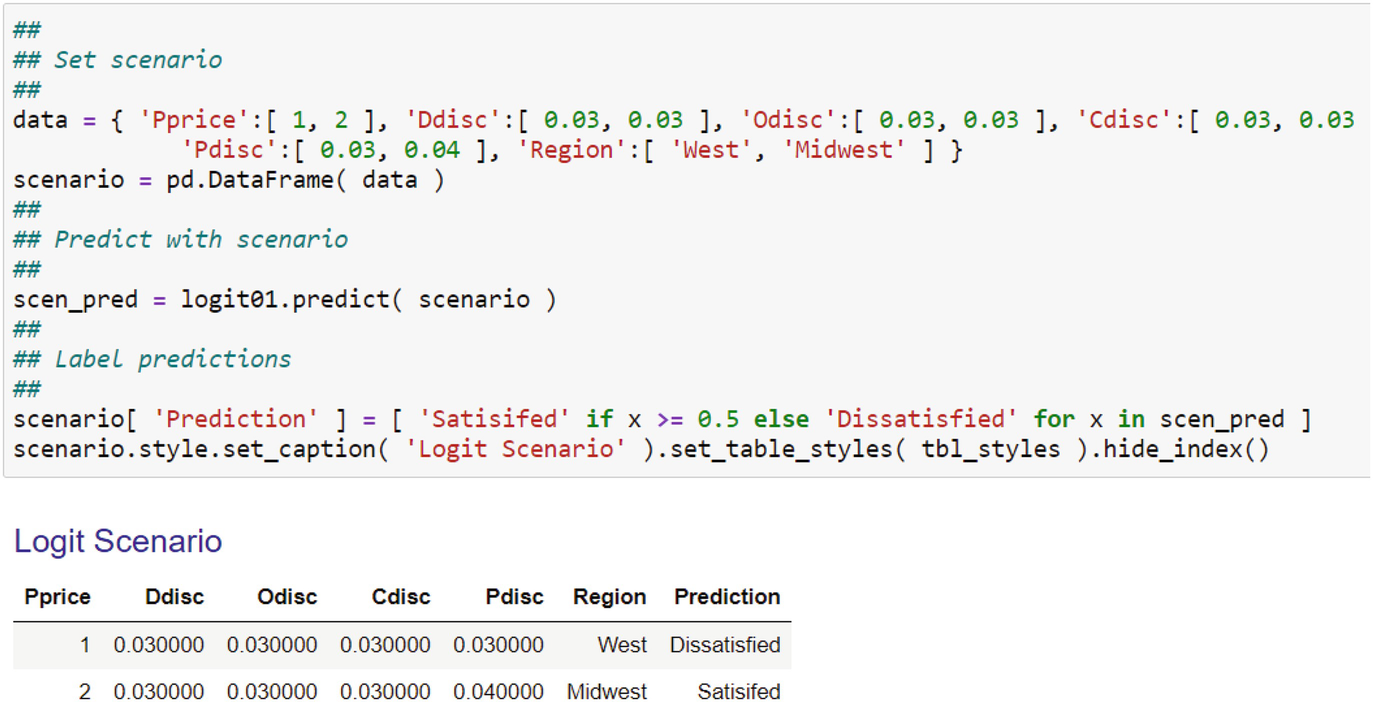 ##
## Set scenario
##
data = { 'Pprice':[ 1, 2 ], 'Ddisc':[ 0.03, 0.03 ], 'Odisc':[ 0.03, 0.03 ], 'Cdisc':[ 0.03, 0.03
'Pdisc':[ 0.03, 0.04 ], 'Region':[ 'West', 'Midwest' ] }
scenario = pd.DataFrame( data )
##
## Predict with scenario
##
scen_pred = logit01.predict( scenario )
##
## Label predictions
##
scenario[ 'Prediction' ] = [ 'Satisifed' if x >= 0.5 else 'Dissatisfied' for x in scen_pred ]
scenario.style.set_caption( 'Logit Scenario' ).set_table_styles( tbl_styles ).hide_index()
Logit Scenario
Pprice Ddisc Odisc Cdisc Pdisc Region Prediction
1 0.030000 0.030000 0.030000 0.030000 West Dissatisfied
2 0.030000 0.030000 0.030000 0.040000 Midwest Satisifed